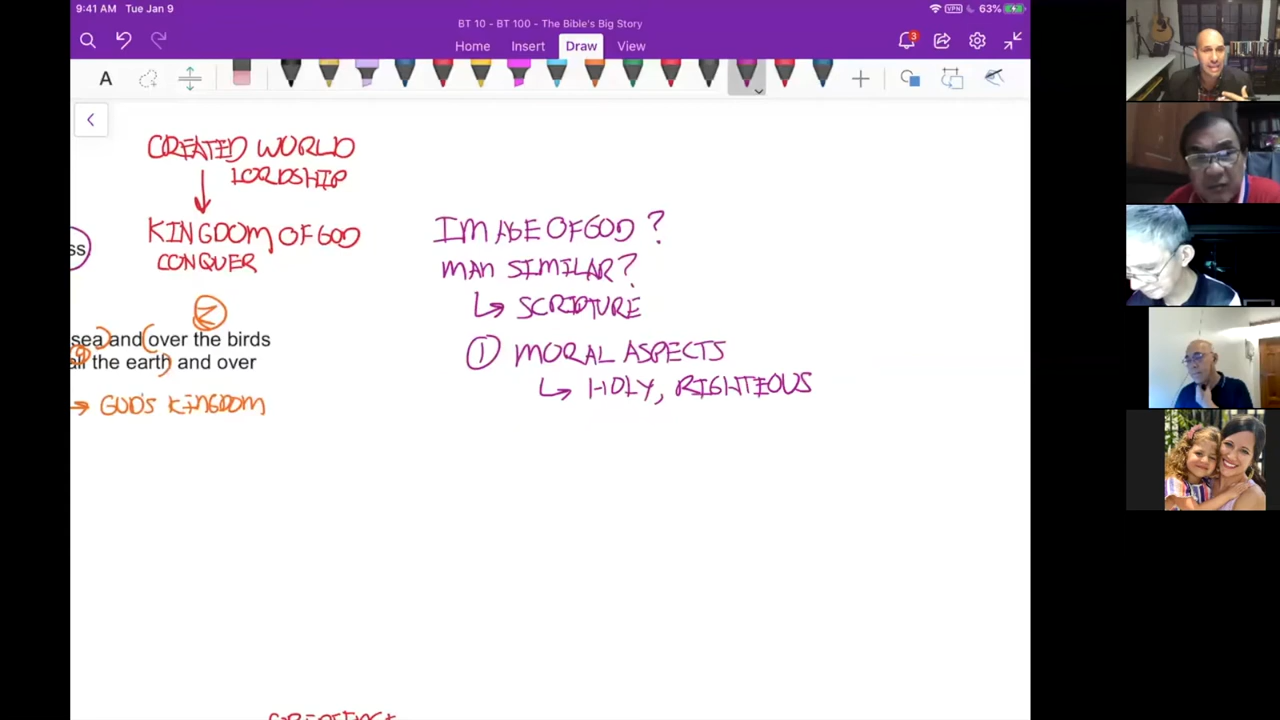 9:41 AM Tue Jan 9
VPN 63%
BT 10 - BT 100 - The Bible's Big Story
Home Insert Draw View
3
A
CREATED WORLD
LORDSHIP
KINGDOM OF GOD
CONQUER
ss
2
sea and over the birds
all the earth and over
→ GOD'S KINGDOM
IMAGE OF GOD?
MAN SIMILAR?
↳ SCRIPTURE
① MORAL ASPECTS
↳ HOLY, RIGHTEOUS